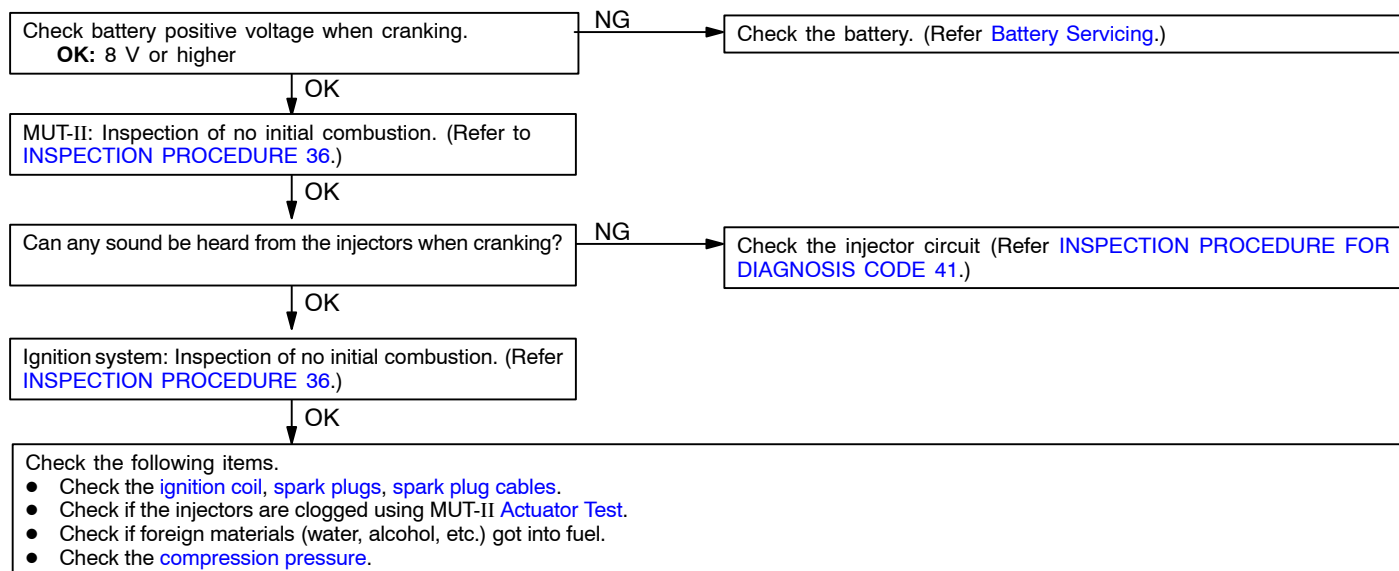 Check battery positive voltage when cranking.
OK: 8 V or higher
NG
Check the battery. (Refer Battery Servicing.)
OK
MUT-II: Inspection of no initial combustion. (Refer to
INSPECTION PROCEDURE 36.)
OK
Can any sound be heard from the injectors when cranking?
NG
Check the injector circuit (Refer INSPECTION PROCEDURE FOR
DIAGNOSIS CODE 41.)
OK
Ignition system: Inspection of no initial combustion. (Refer
INSPECTION PROCEDURE 36.)
OK
Check the following items.
● Check the ignition coil, spark plugs, spark plug cables.
● Check if the injectors are clogged using MUT-II Actuator Test.
● Check if foreign materials (water, alcohol, etc.) got into fuel.
● Check the compression pressure.